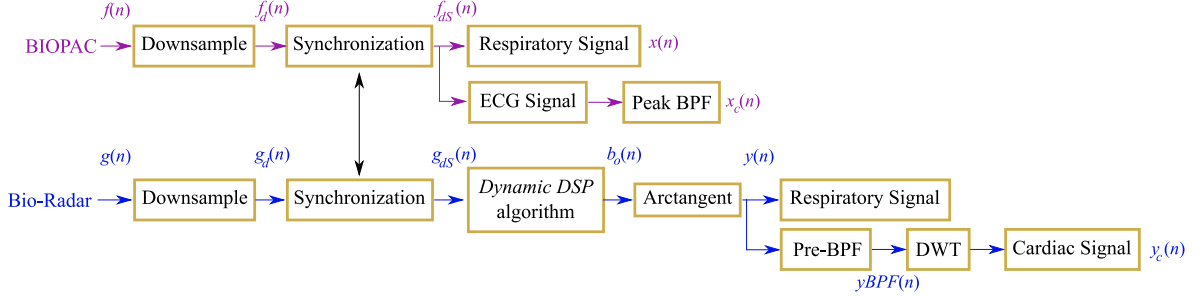 f(n) f_d(n) f_dS(n)
BIOPAC Downsample Synchronization Respiratory Signal x(n)
ECG Signal Peak BPF x_c(n)
g(n) g_d(n) g_dS(n) b_o(n) y(n)
Bio-Radar Downsample Synchronization Dynamic DSP algorithm Arctangent Respiratory Signal
Pre-BPF DWT Cardiac Signal y_c(n)
yBPF(n)